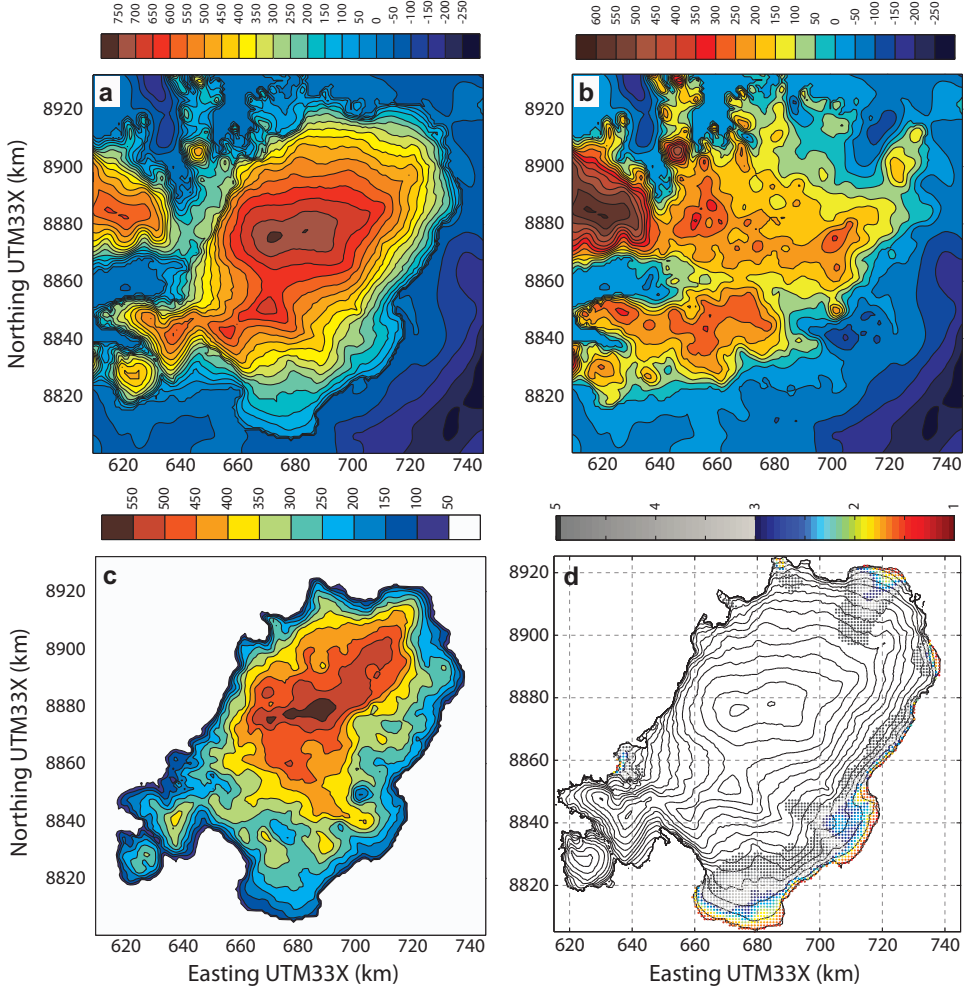 750 700 650 600 550 500 450 400 350 300 250 200 150 100 50 0 -50 -100 -150 -200 -250
600 550 500 450 400 350 300 250 200 150 100 50 0 -50 -100 -150 -200 -250
a
b
8920 8900 8880 8860 8840 8820
8920 8900 8880 8860 8840 8820
Northing UTM33X (km)
620 640 660 680 700 720 740
620 640 660 680 700 720 740
550 500 450 400 350 300 250 200 150 100 50
5 4 3 2 1
c
d
8920 8900 8880 8860 8840 8820
8920 8900 8880 8860 8840 8820
Northing UTM33X (km)
620 640 660 680 700 720 740
620 640 660 680 700 720 740
Easting UTM33X (km)
Easting UTM33X (km)